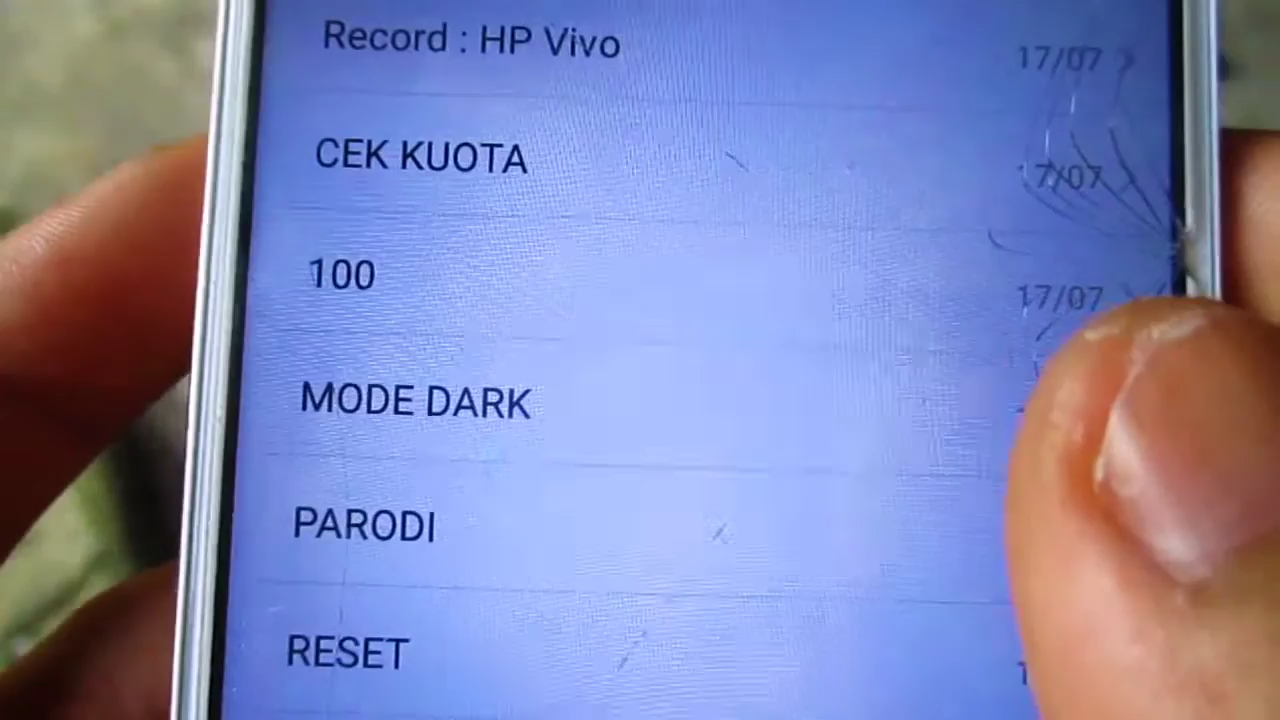 Record : HP Vivo
17/07
CEK KUOTA
17/07
100
17/07
MODE DARK
PARODI
RESET